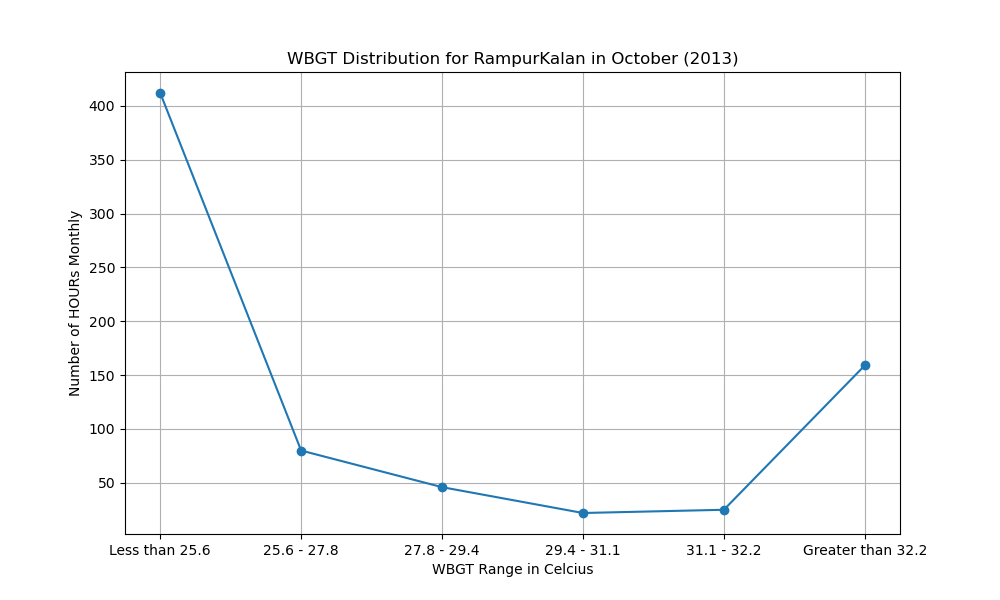 WBGT Distribution for RampurKalan in October (2013)
Number of HOURs Monthly
400
350
300
250
200
150
100
50
Less than 25.6
25.6 - 27.8
27.8 - 29.4
29.4 - 31.1
31.1 - 32.2
Greater than 32.2
WBGT Range in Celcius